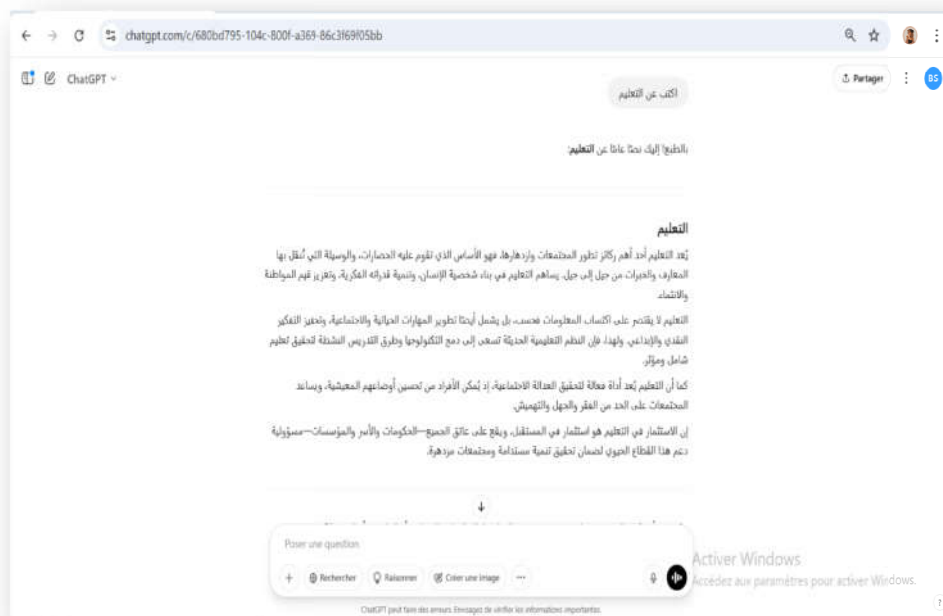 chatgpt.com/c/680bd795-104c-800f-a369-86c3f69f05bb
ChatGPT
Partager
BS
اكتب عن التعليم
بالطبع! إليك نصًا عامًا عن التعليم:
التعليم
يُعد التعليم أحد أهم ركائز تطور المجتمعات وازدهارها، فهو الأساس الذي تقوم عليه الحضارات، والوسيلة التي تُنقل بها
المعارف والخبرات من جيل إلى جيل. يساهم التعليم في بناء شخصية الإنسان، وتنمية قدراته الفكرية، وتعزيز قيم المواطنة
والانتماء.
التعليم لا يقتصر على اكتساب المعلومات فحسب، بل يشمل أيضًا تطوير المهارات الحياتية والاجتماعية، وتحفيز التفكير
النقدي والإبداعي. ولهذا، فإن النظم التعليمية الحديثة تسعى إلى دمج التكنولوجيا وطرق التدريس النشطة لتحقيق تعليم
شامل ومؤثر.
كما أن التعليم يُعد أداة فعالة لتحقيق العدالة الاجتماعية، إذ يُمكّن الأفراد من تحسين أوضاعهم المعيشية، ويساعد
المجتمعات على الحد من الفقر والجهل والتهميش.
إن الاستثمار في التعليم هو استثمار في المستقبل، ويقع على عاتق الجميع—الحكومات والأسر والمؤسسات—مسؤولية
دعم هذا القطاع الحيوي لضمان تحقيق تنمية مستدامة ومجتمعات مزدهرة.
Poser une question
Rechercher
Raisonner
Créer une image
Activer Windows
Accédez aux paramètres pour activer Windows.
ChatGPT peut faire des erreurs. Envisagez de vérifier les informations importantes.
?